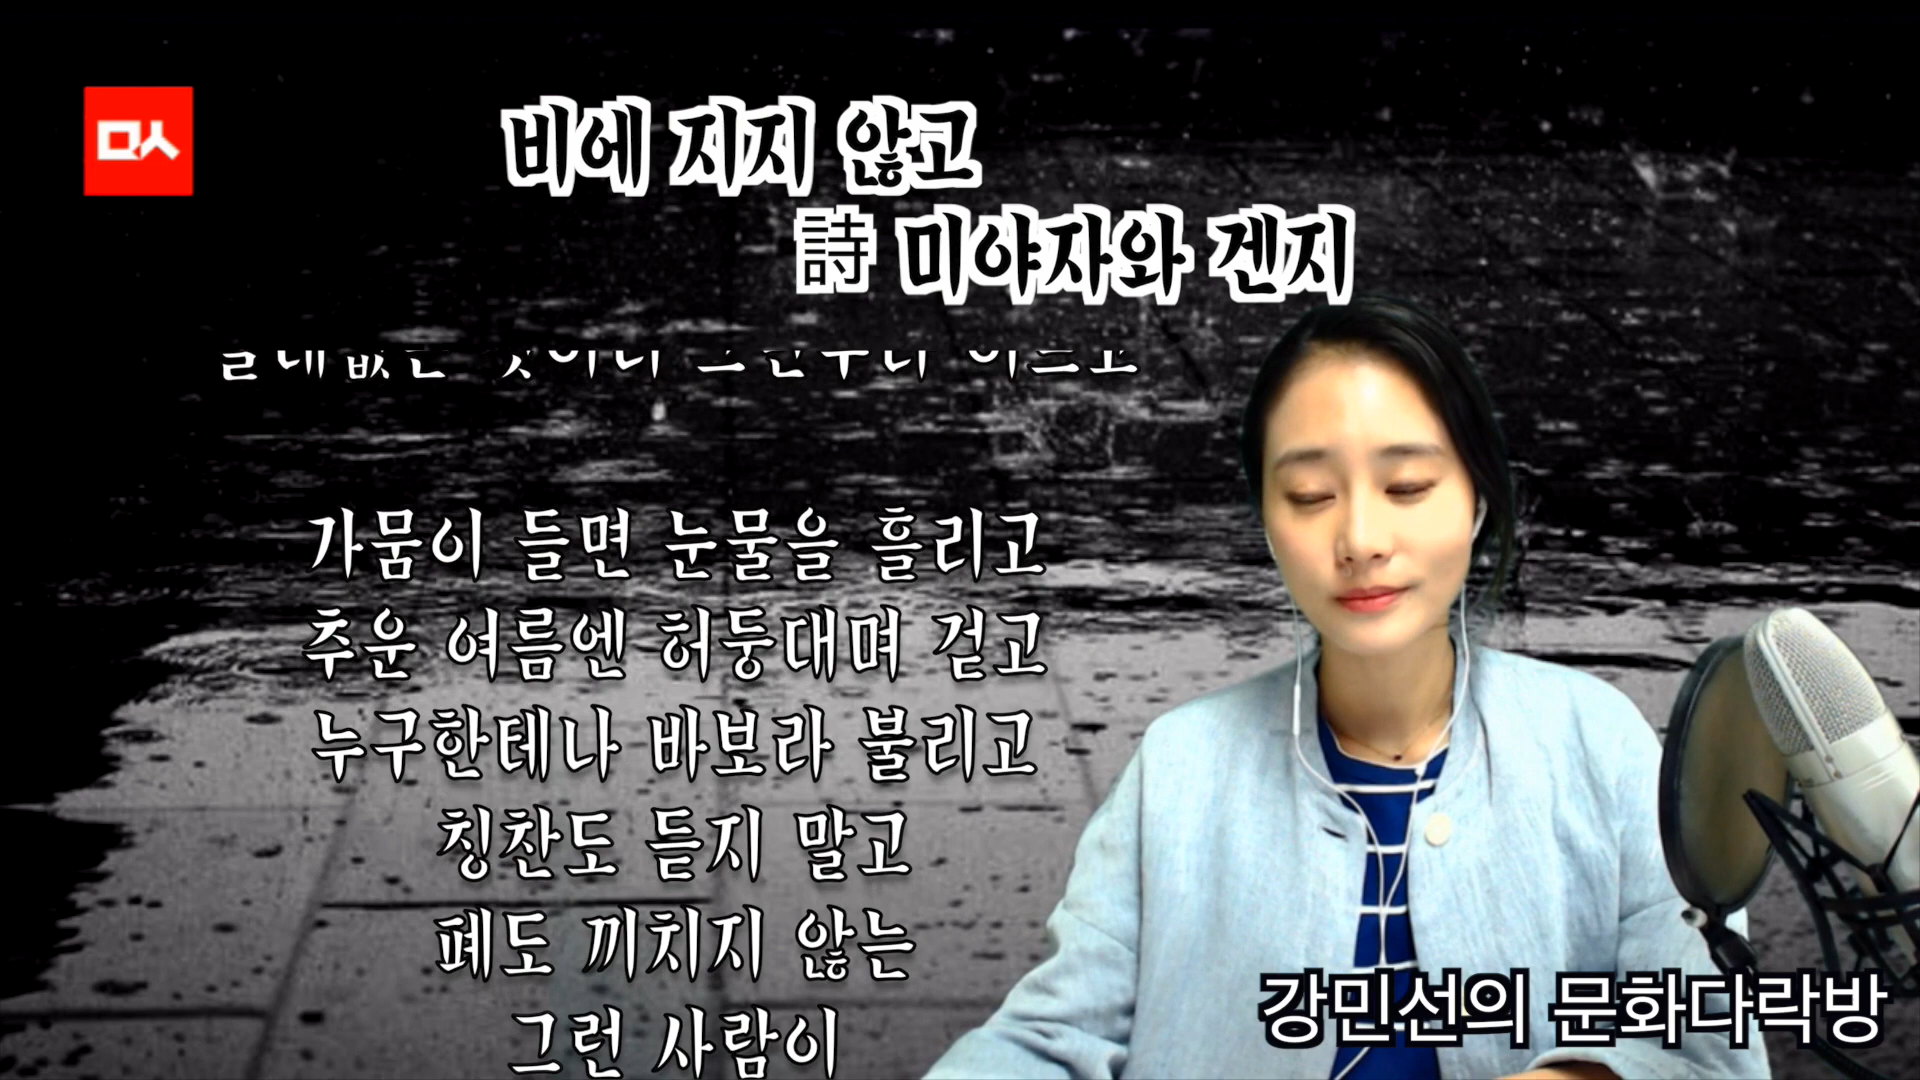 비에 지지 않고
詩 미야자와 겐지
가뭄이 들면 눈물을 흘리고
추운 여름엔 허둥대며 걷고
누구한테나 바보라 불리고
칭찬도 듣지 말고
폐도 끼치지 않는
그런 사람이
강민선의 문화다락방